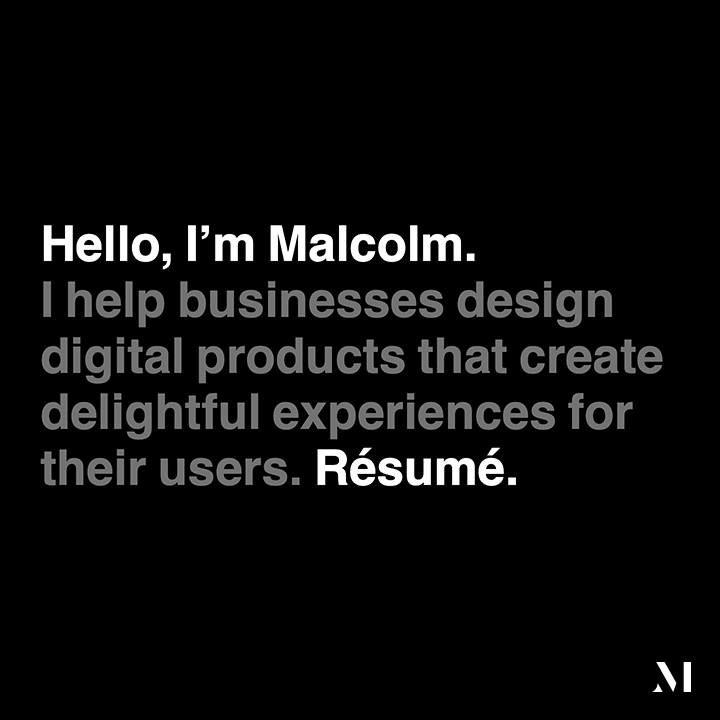 Hello, I’m Malcolm.
I help businesses design
digital products that create
delightful experiences for
their users. Résumé.
M